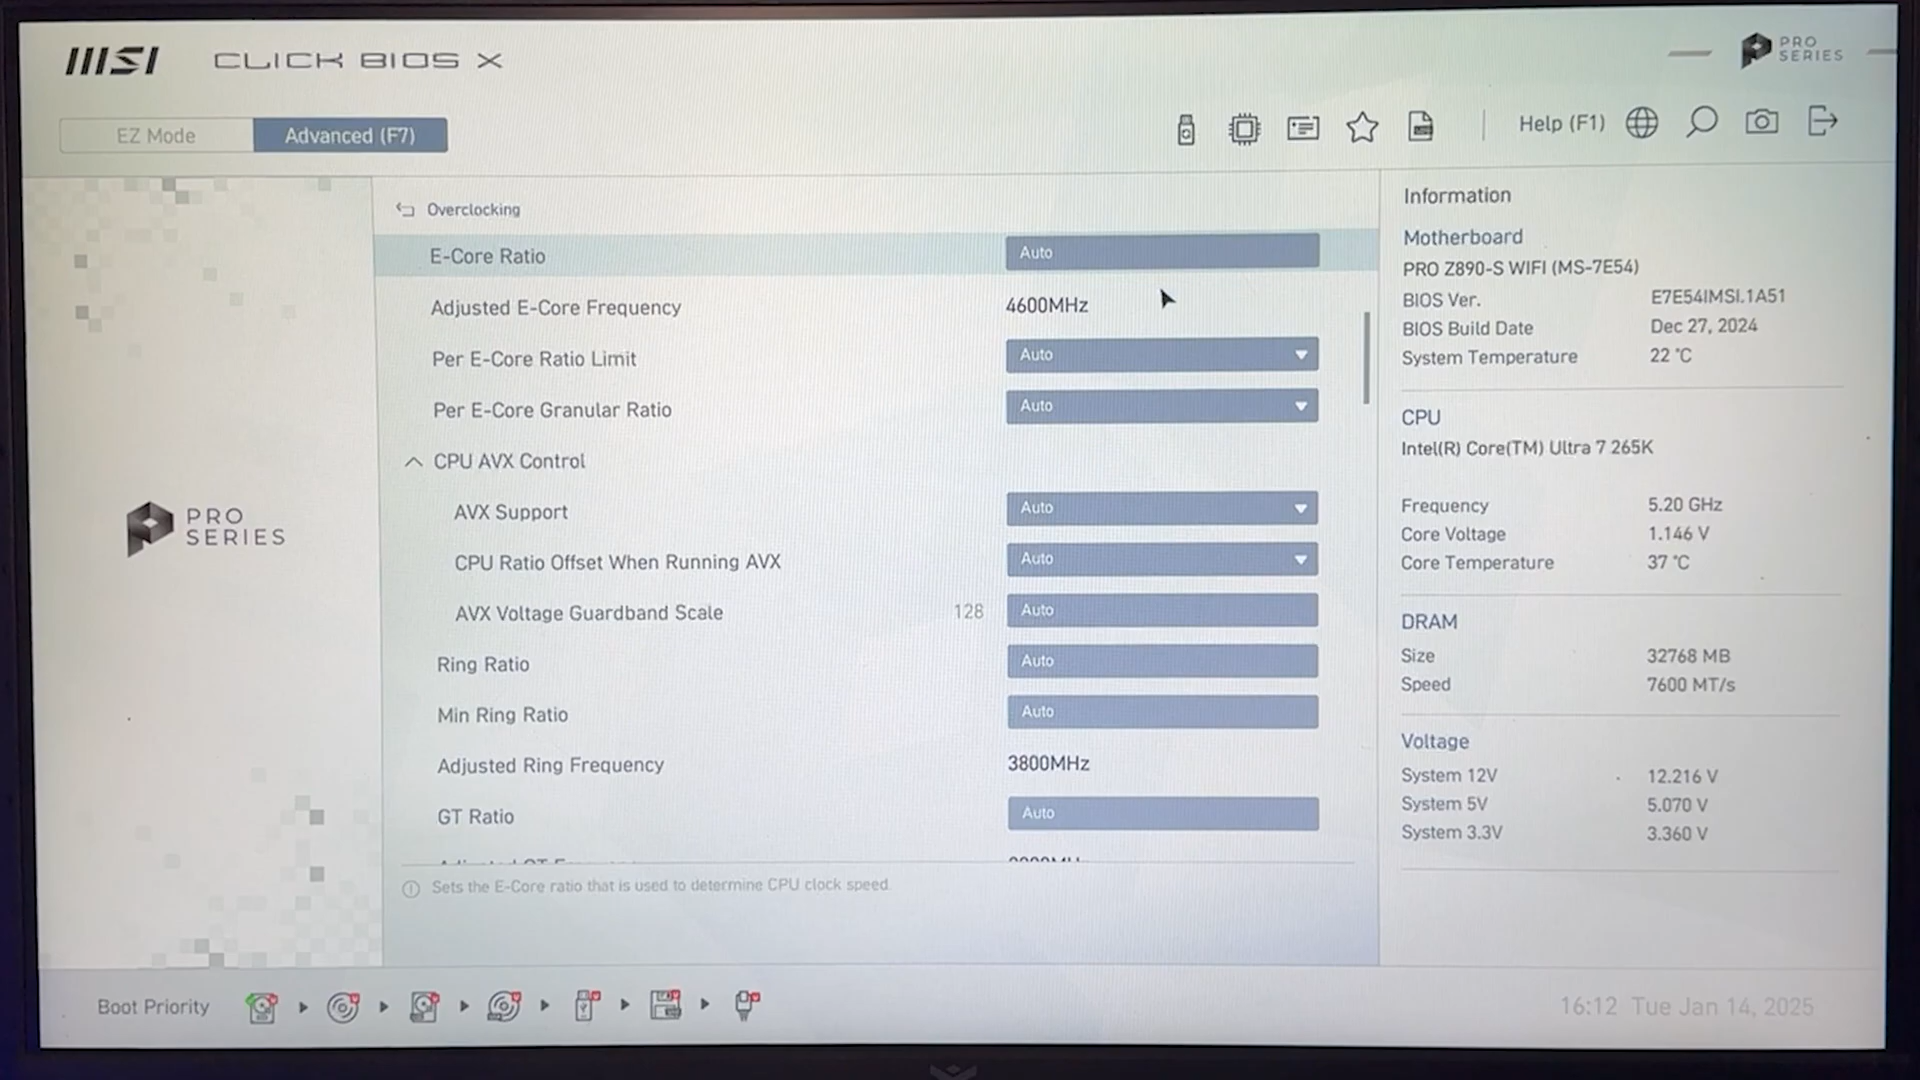 msi CLICK BIOS X
PRO SERIES
EZ Mode
Advanced (F7)
Help (F1)
Overclocking
E-Core Ratio Auto
Adjusted E-Core Frequency 4600MHz
Per E-Core Ratio Limit Auto
Per E-Core Granular Ratio Auto
CPU AVX Control
AVX Support Auto
CPU Ratio Offset When Running AVX Auto
AVX Voltage Guardband Scale 128 Auto
Ring Ratio Auto
Min Ring Ratio Auto
Adjusted Ring Frequency 3800MHz
GT Ratio Auto
Sets the E-Core ratio that is used to determine CPU clock speed.
PRO
SERIES
Information
Motherboard
PRO Z890-S WIFI (MS-7E54)
BIOS Ver. E7E54IMSI.1A51
BIOS Build Date Dec 27, 2024
System Temperature 22 °C
CPU
Intel(R) Core(TM) Ultra 7 265K
Frequency 5.20 GHz
Core Voltage 1.146 V
Core Temperature 37 °C
DRAM
Size 32768 MB
Speed 7600 MT/s
Voltage
System 12V 12.216 V
System 5V 5.070 V
System 3.3V 3.360 V
Boot Priority
16:12 Tue Jan 14, 2025